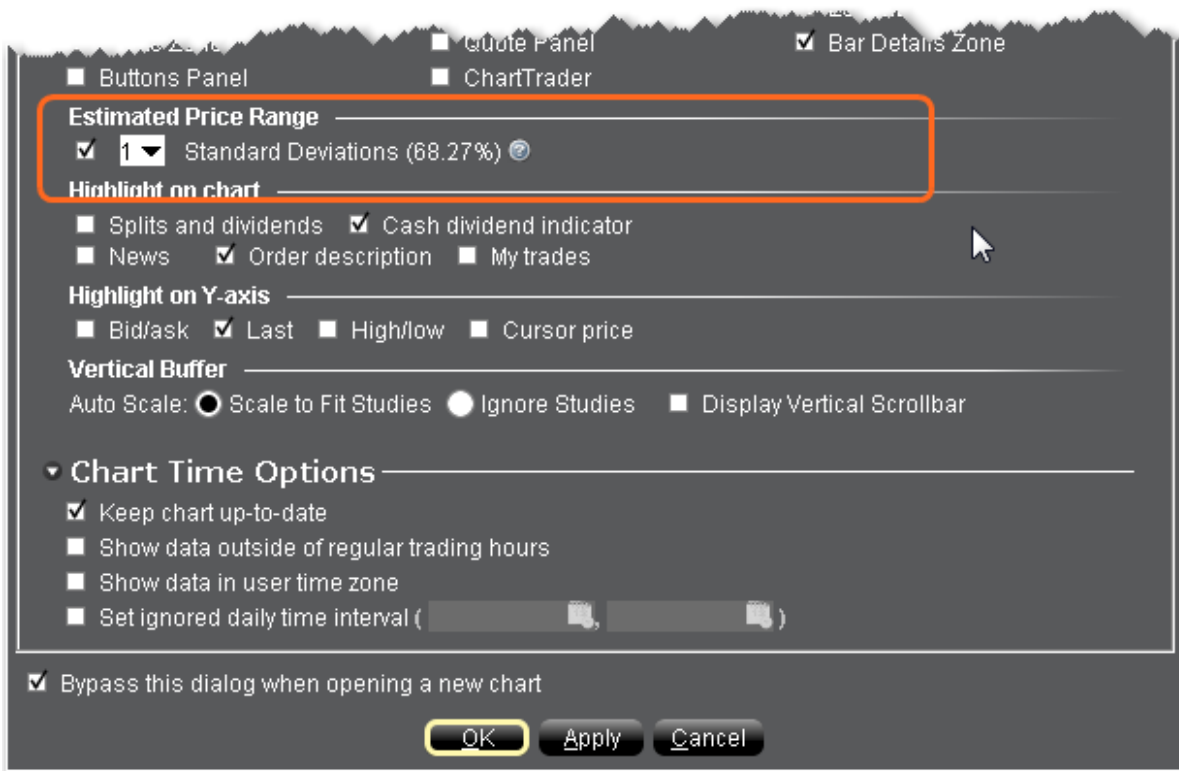 Quote Panel Bar Details Zone
Buttons Panel ChartTrader
Estimated Price Range
1 Standard Deviations (68.27%)
Highlight on chart
Splits and dividends Cash dividend indicator
News Order description My trades
Highlight on Y-axis
Bid/ask Last High/low Cursor price
Vertical Buffer
Auto Scale: Scale to Fit Studies Ignore Studies Display Vertical Scrollbar
Chart Time Options
Keep chart up-to-date
Show data outside of regular trading hours
Show data in user time zone
Set ignored daily time interval ( , )
Bypass this dialog when opening a new chart
OK Apply Cancel